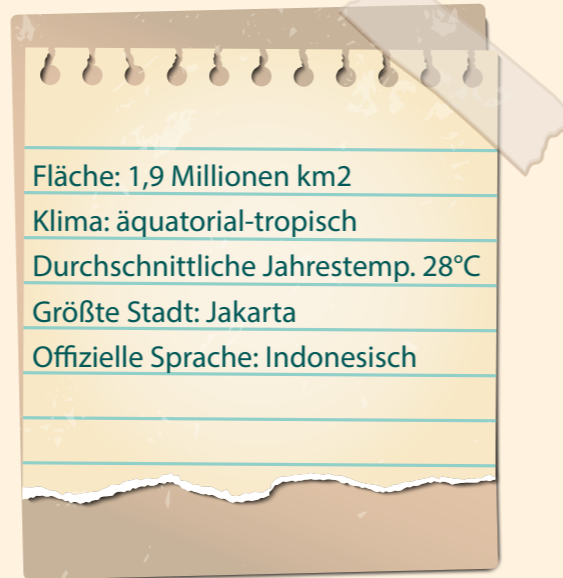 Fläche: 1,9 Millionen km2
Klima: äquatorial-tropisch
Durchschnittliche Jahrestemp. 28°C
Größte Stadt: Jakarta
Offizielle Sprache: Indonesisch